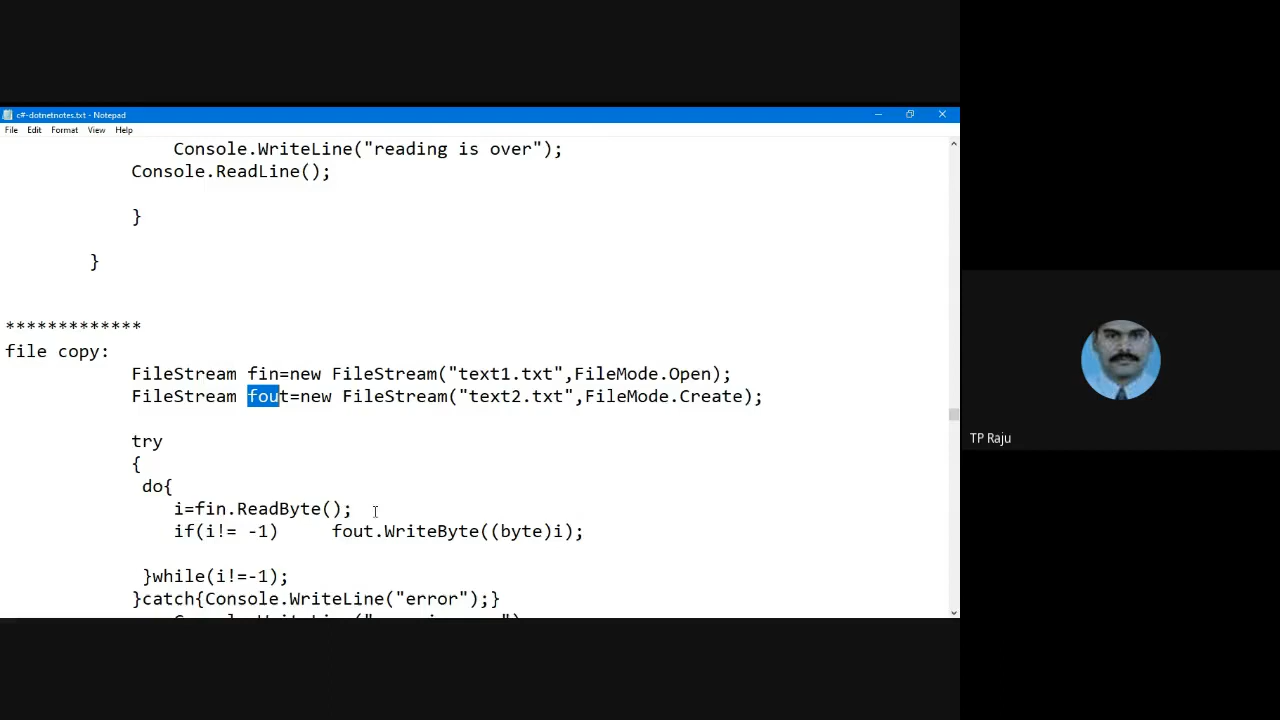 c#-dotnetnotes.txt - Notepad
File Edit Format View Help
Console.WriteLine("reading is over");
Console.ReadLine();
}
}
*************
file copy:
FileStream fin=new FileStream("text1.txt",FileMode.Open);
FileStream fout=new FileStream("text2.txt",FileMode.Create);
try
{
do{
i=fin.ReadByte();
if(i!= -1) fout.WriteByte((byte)i);
}while(i!=-1);
}catch{Console.WriteLine("error");}
TP Raju